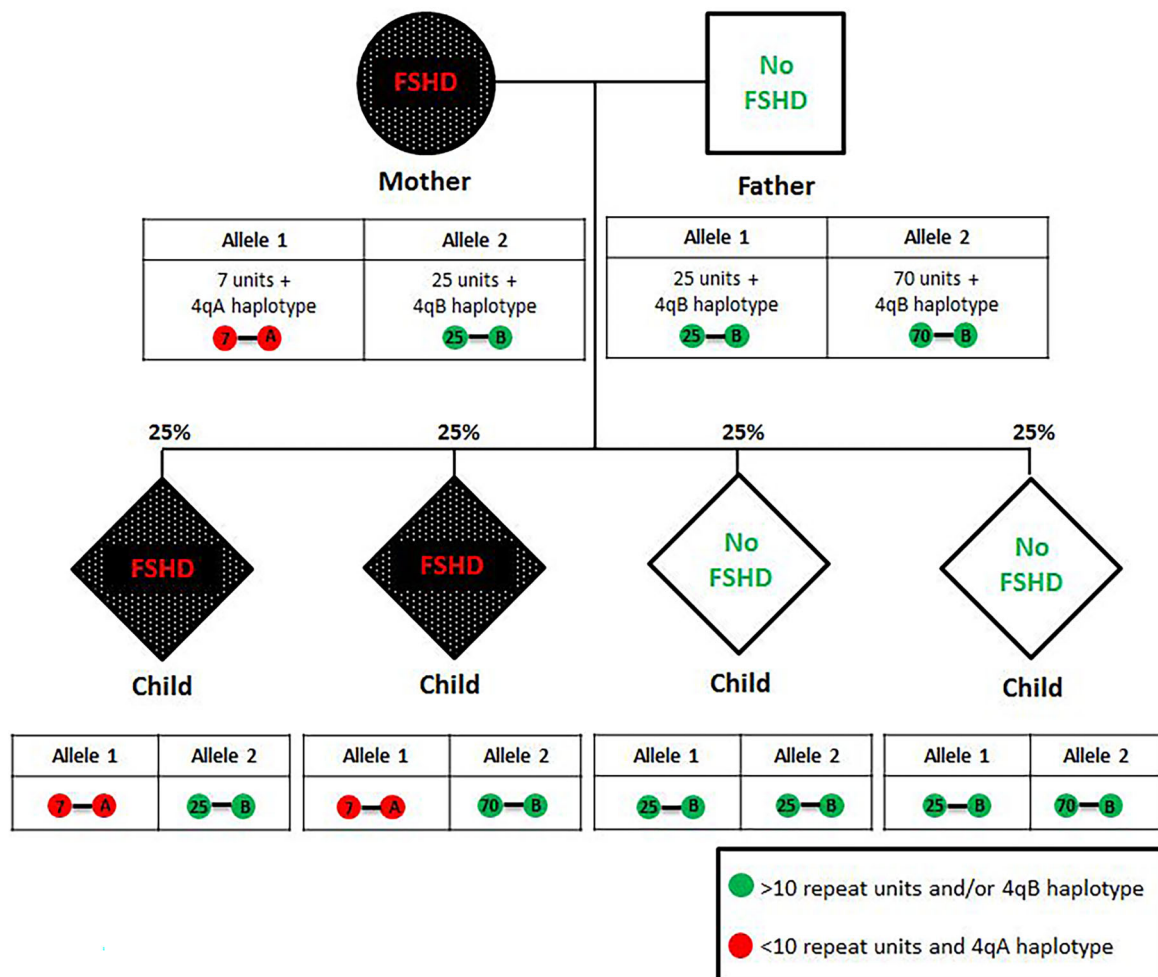 FSHD
No
FSHD
Mother
Father
Allele 1
Allele 2
7 units +
4qA haplotype
7 A
25 units +
4qB haplotype
25 B
Allele 1
Allele 2
25 units +
4qB haplotype
25 B
70 units +
4qB haplotype
70 B
25%
25%
25%
25%
FSHD
FSHD
No
FSHD
No
FSHD
Child
Child
Child
Child
Allele 1
Allele 2
7 A
25 B
Allele 1
Allele 2
7 A
70 B
Allele 1
Allele 2
25 B
25 B
Allele 1
Allele 2
25 B
70 B
>10 repeat units and/or 4qB haplotype
<10 repeat units and 4qA haplotype